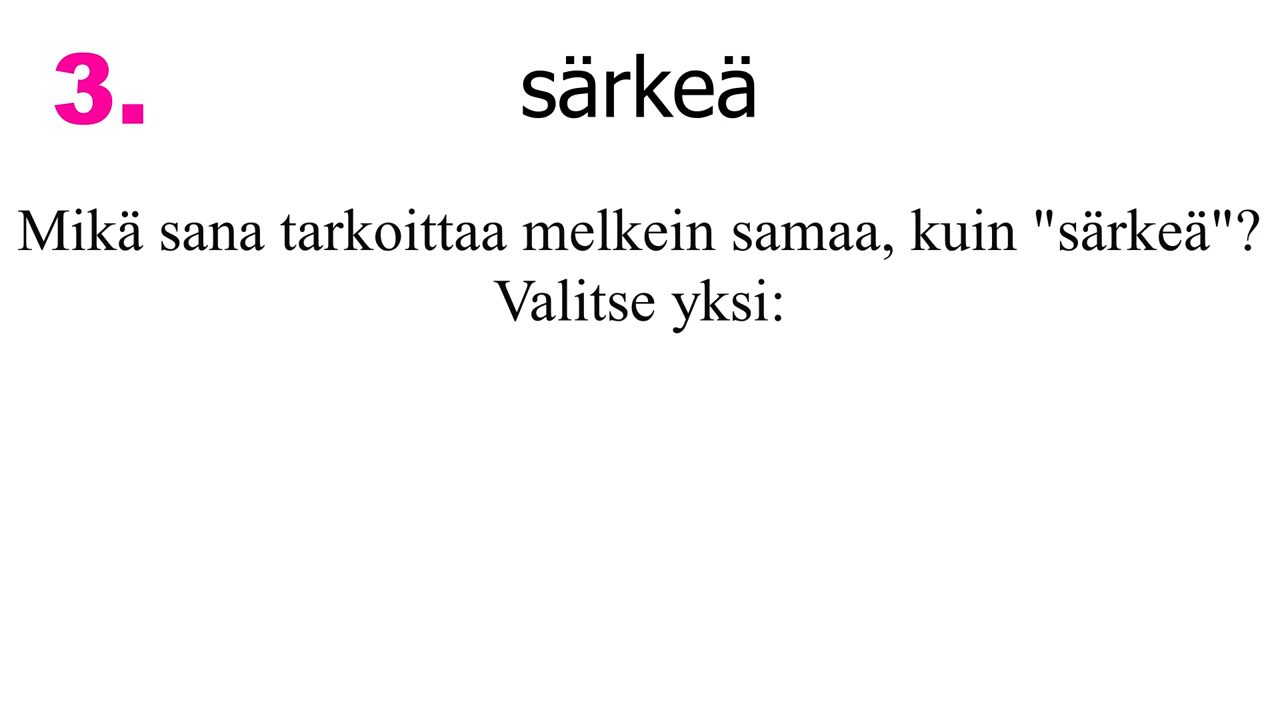 3.
särkeä
Mikä sana tarkoittaa melkein samaa, kuin "särkeä"?
Valitse yksi: